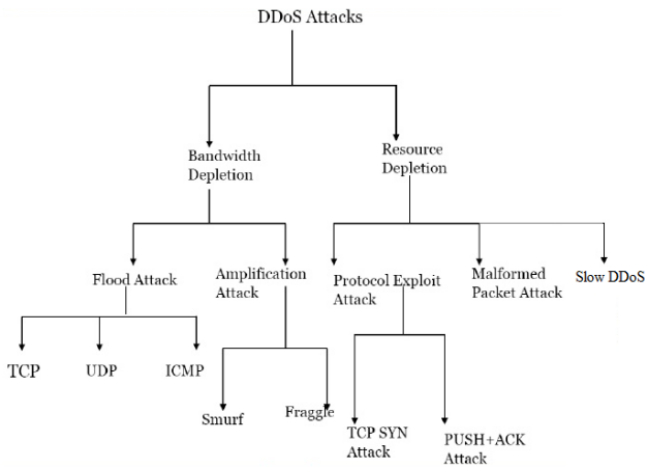 DDoS Attacks
Bandwidth
Depletion
Resource
Depletion
Flood Attack
Amplification
Attack
Protocol Exploit
Attack
Malformed
Packet Attack
Slow DDoS
TCP
UDP
ICMP
Smurf
Fraggle
TCP SYN
Attack
PUSH+ACK
Attack